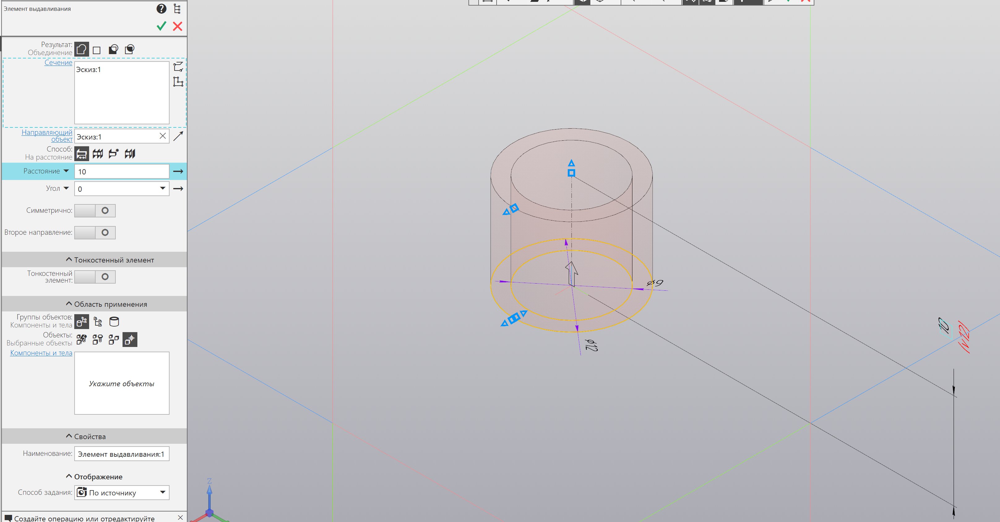 Элемент выдавливания
Результат:
Объединение
Сечение
Эскиз:1
Направляющий
объект
Эскиз:1
Способ:
На расстояние
Расстояние
10
Угол
0
Симметрично:
Второе направление:
Тонкостенный элемент
Тонкостенный
элемент:
Область применения
Группы объектов:
Компоненты и тела
Объекты:
Выбранные объекты
Компоненты и тела
Укажите объекты
Свойства
Наименование:
Элемент выдавливания:1
Отображение
Способ задания:
По источнику
Создайте операцию или отредактируйте
⌀9
⌀12
10
Z